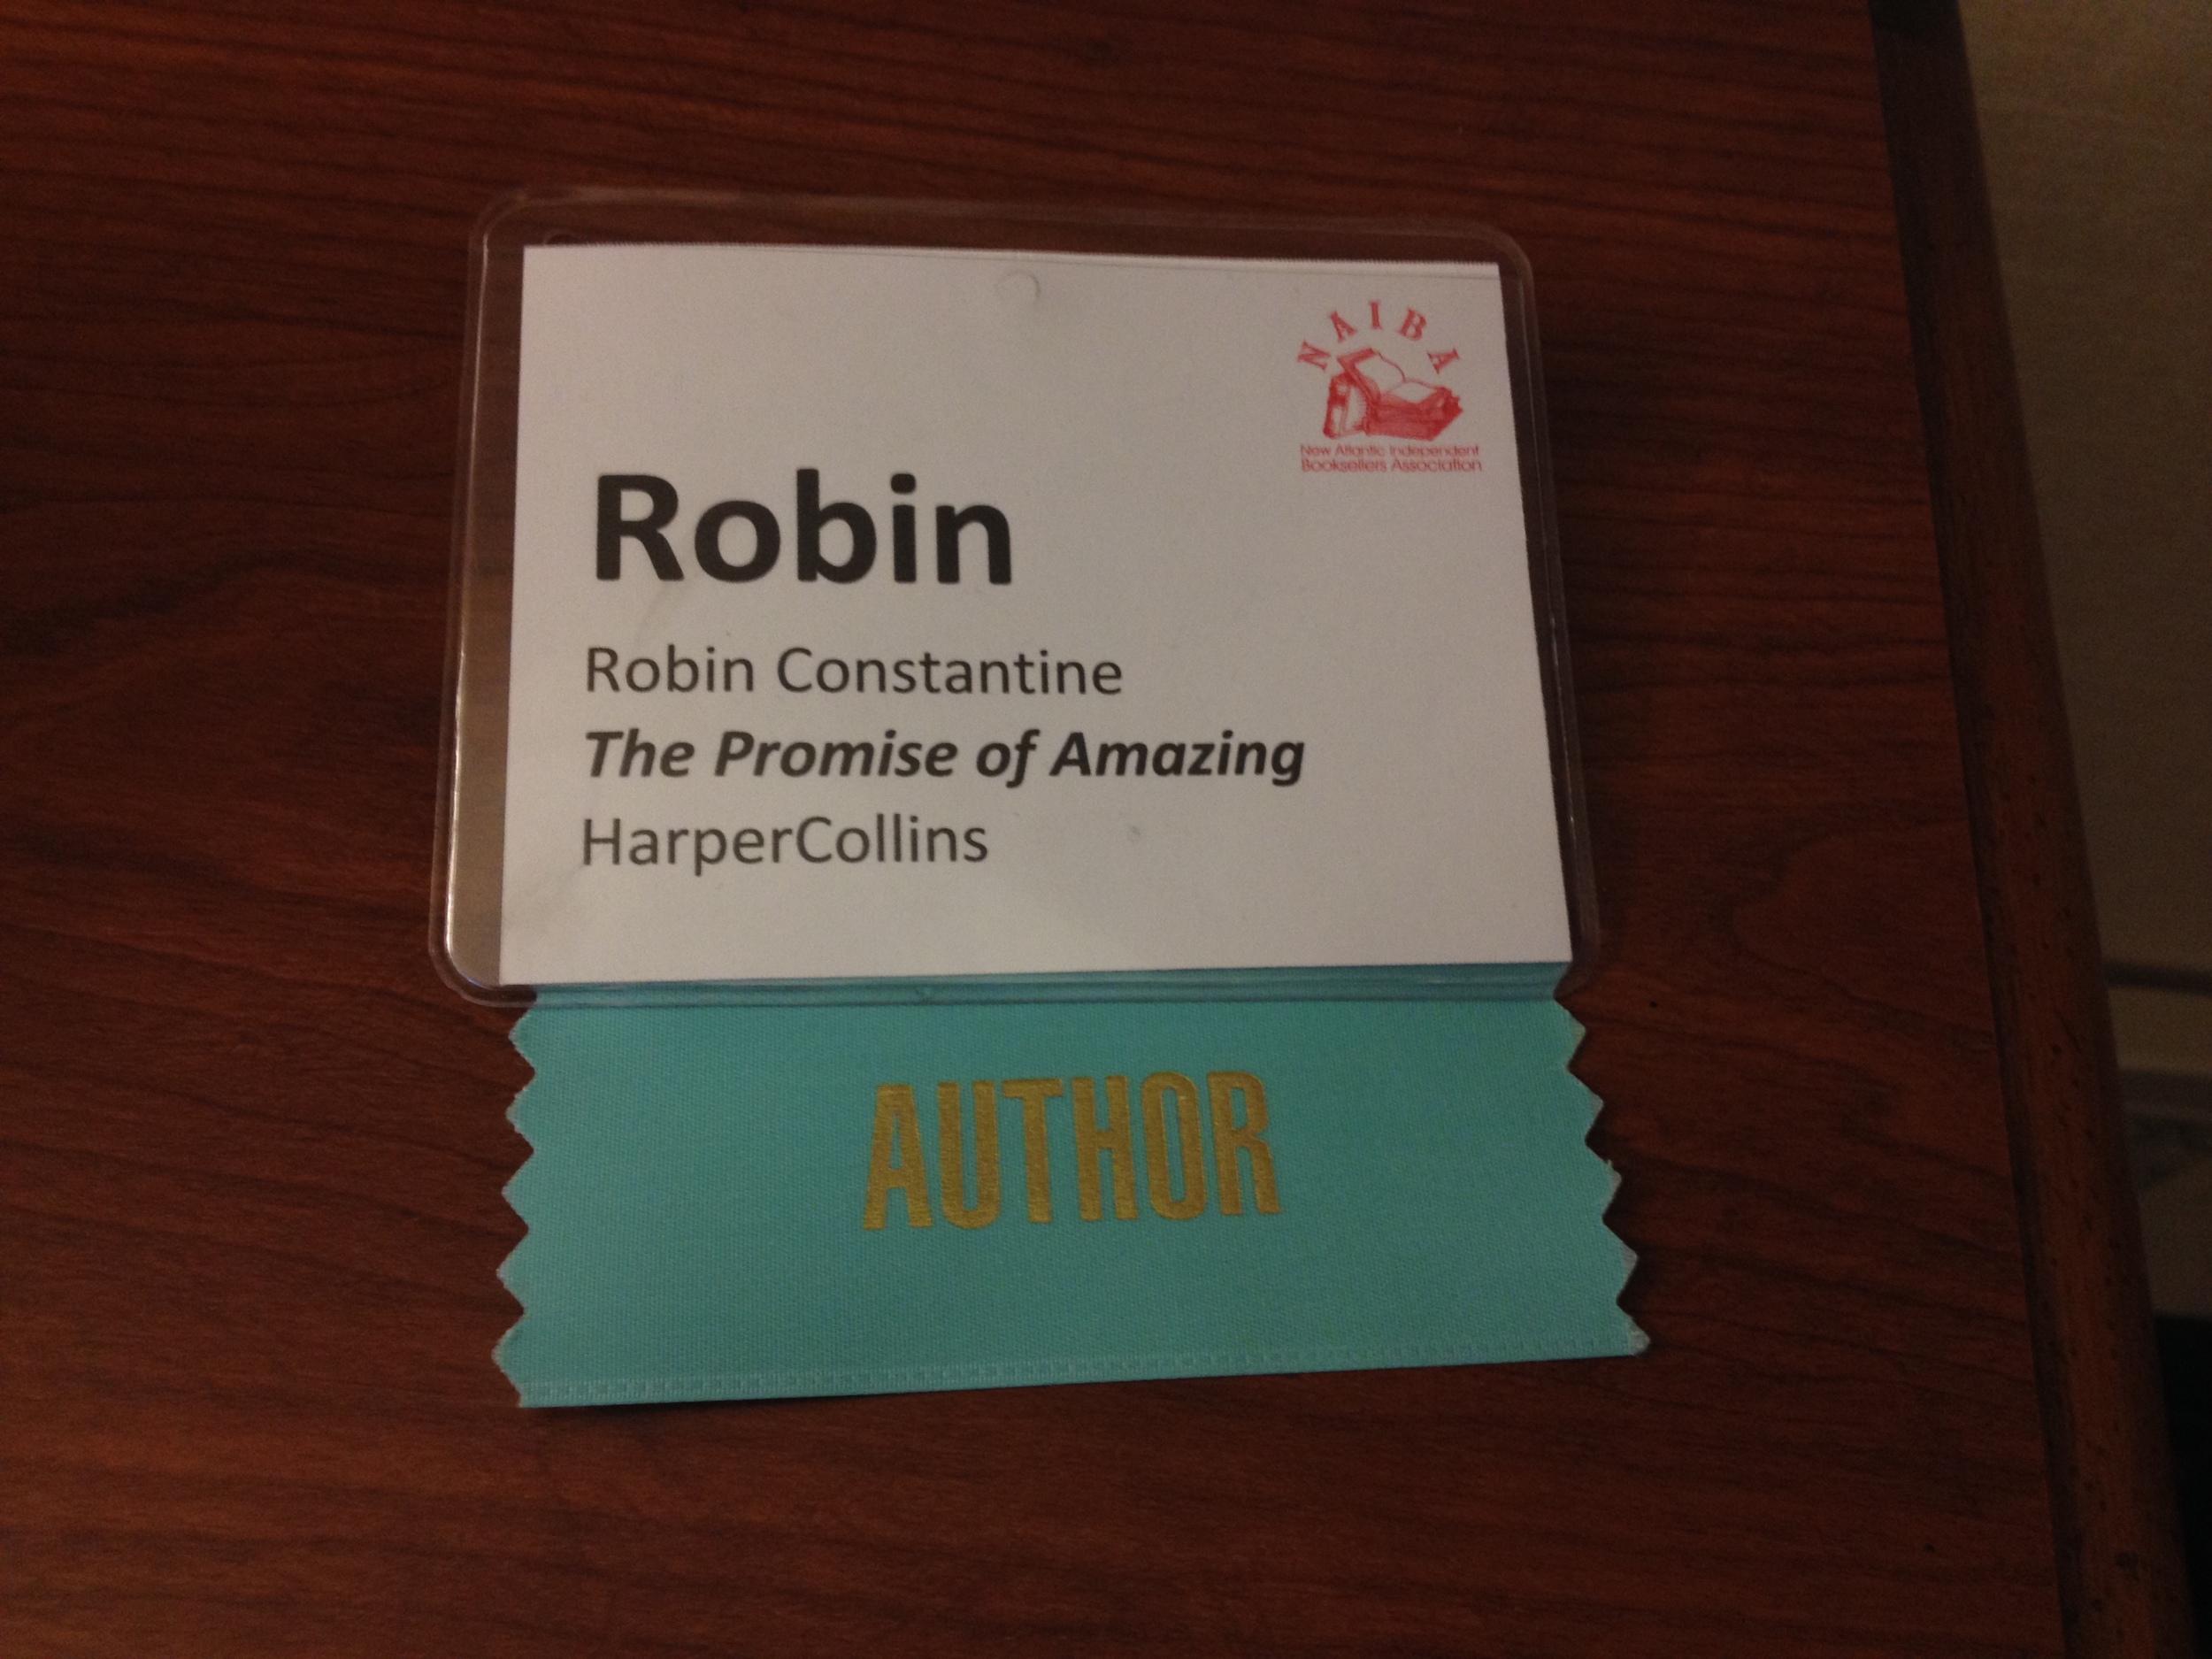 NAIBA
New Atlantic Independent
Booksellers Association
Robin
Robin Constantine
The Promise of Amazing
HarperCollins
AUTHOR